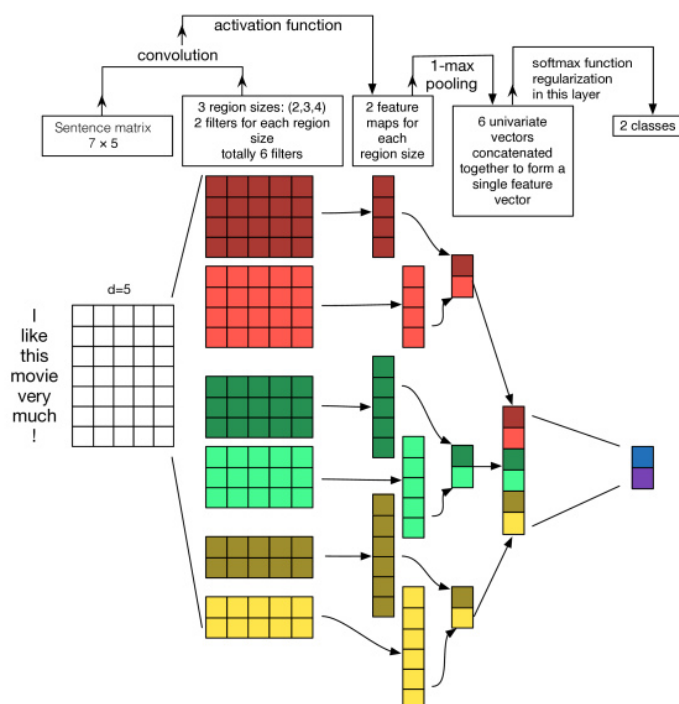 activation function
convolution
1-max
pooling
softmax function
regularization
in this layer
Sentence matrix
7 × 5
3 region sizes: (2,3,4)
2 filters for each region
size
totally 6 filters
2 feature
maps for
each
region size
6 univariate
vectors
concatenated
together to form a
single feature
vector
2 classes
d=5
I
like
this
movie
very
much
!